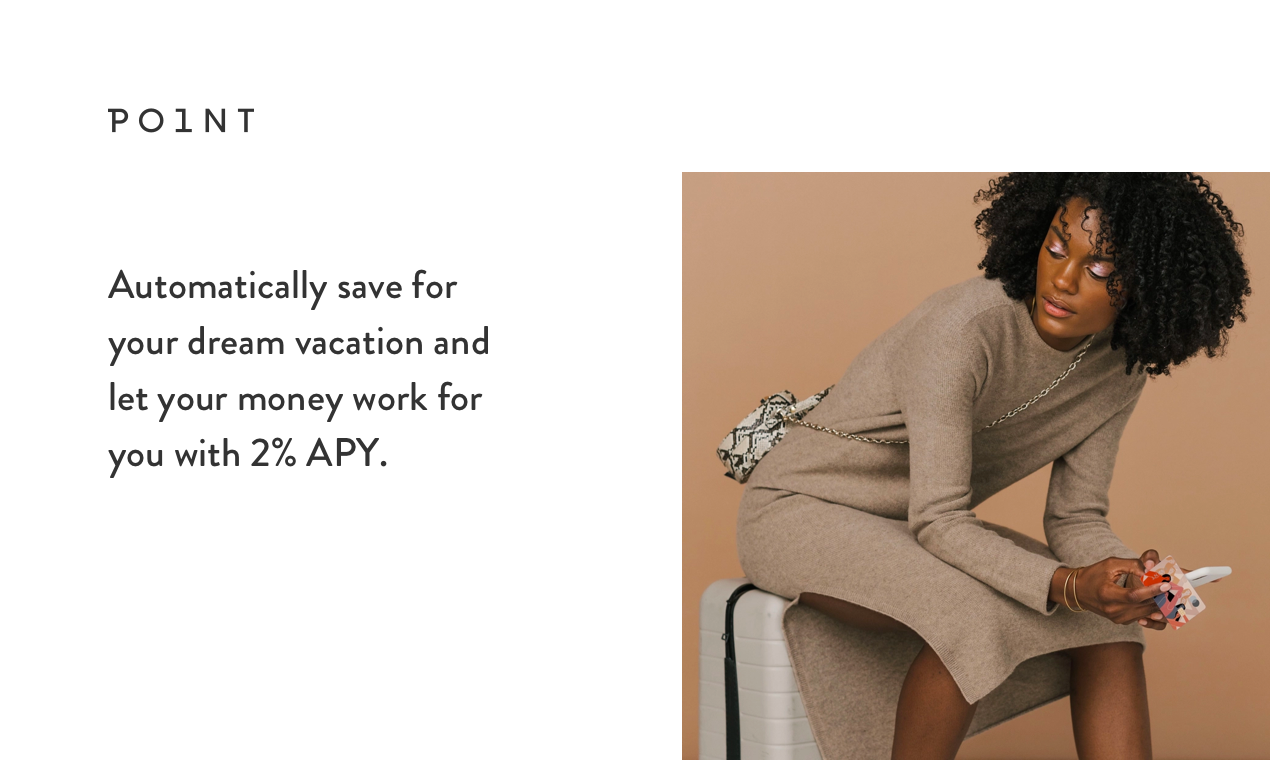 PO1NT
Automatically save for
your dream vacation and
let your money work for
you with 2% APY.